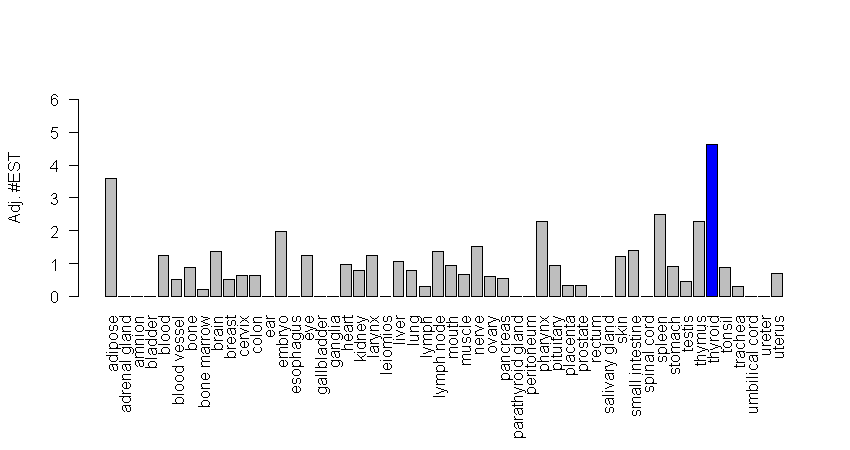 Adj. #EST
6
5
4
3
2
1
0
adipose
adrenal gland
amnion
bladder
blood
blood vessel
bone
bone marrow
brain
breast
cervix
colon
ear
embryo
esophagus
eye
gallbladder
ganglia
heart
kidney
larynx
leiomios
liver
lung
lymph
lymph node
mouth
muscle
nerve
ovary
pancreas
parathyroid gland
peritoneum
pharynx
pituitary
placenta
prostate
rectum
salivary gland
skin
small intestine
spinal cord
spleen
stomach
testis
thymus
thyroid
tonsil
trachea
umbilical cord
ureter
uterus